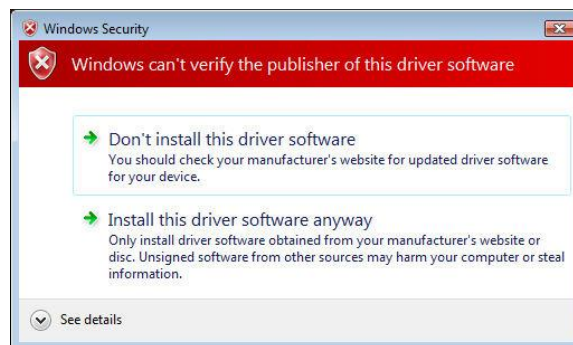 Windows Security
Windows can't verify the publisher of this driver software
Don't install this driver software
You should check your manufacturer's website for updated driver software
for your device.
Install this driver software anyway
Only install driver software obtained from your manufacturer's website or
disc. Unsigned software from other sources may harm your computer or steal
information.
See details